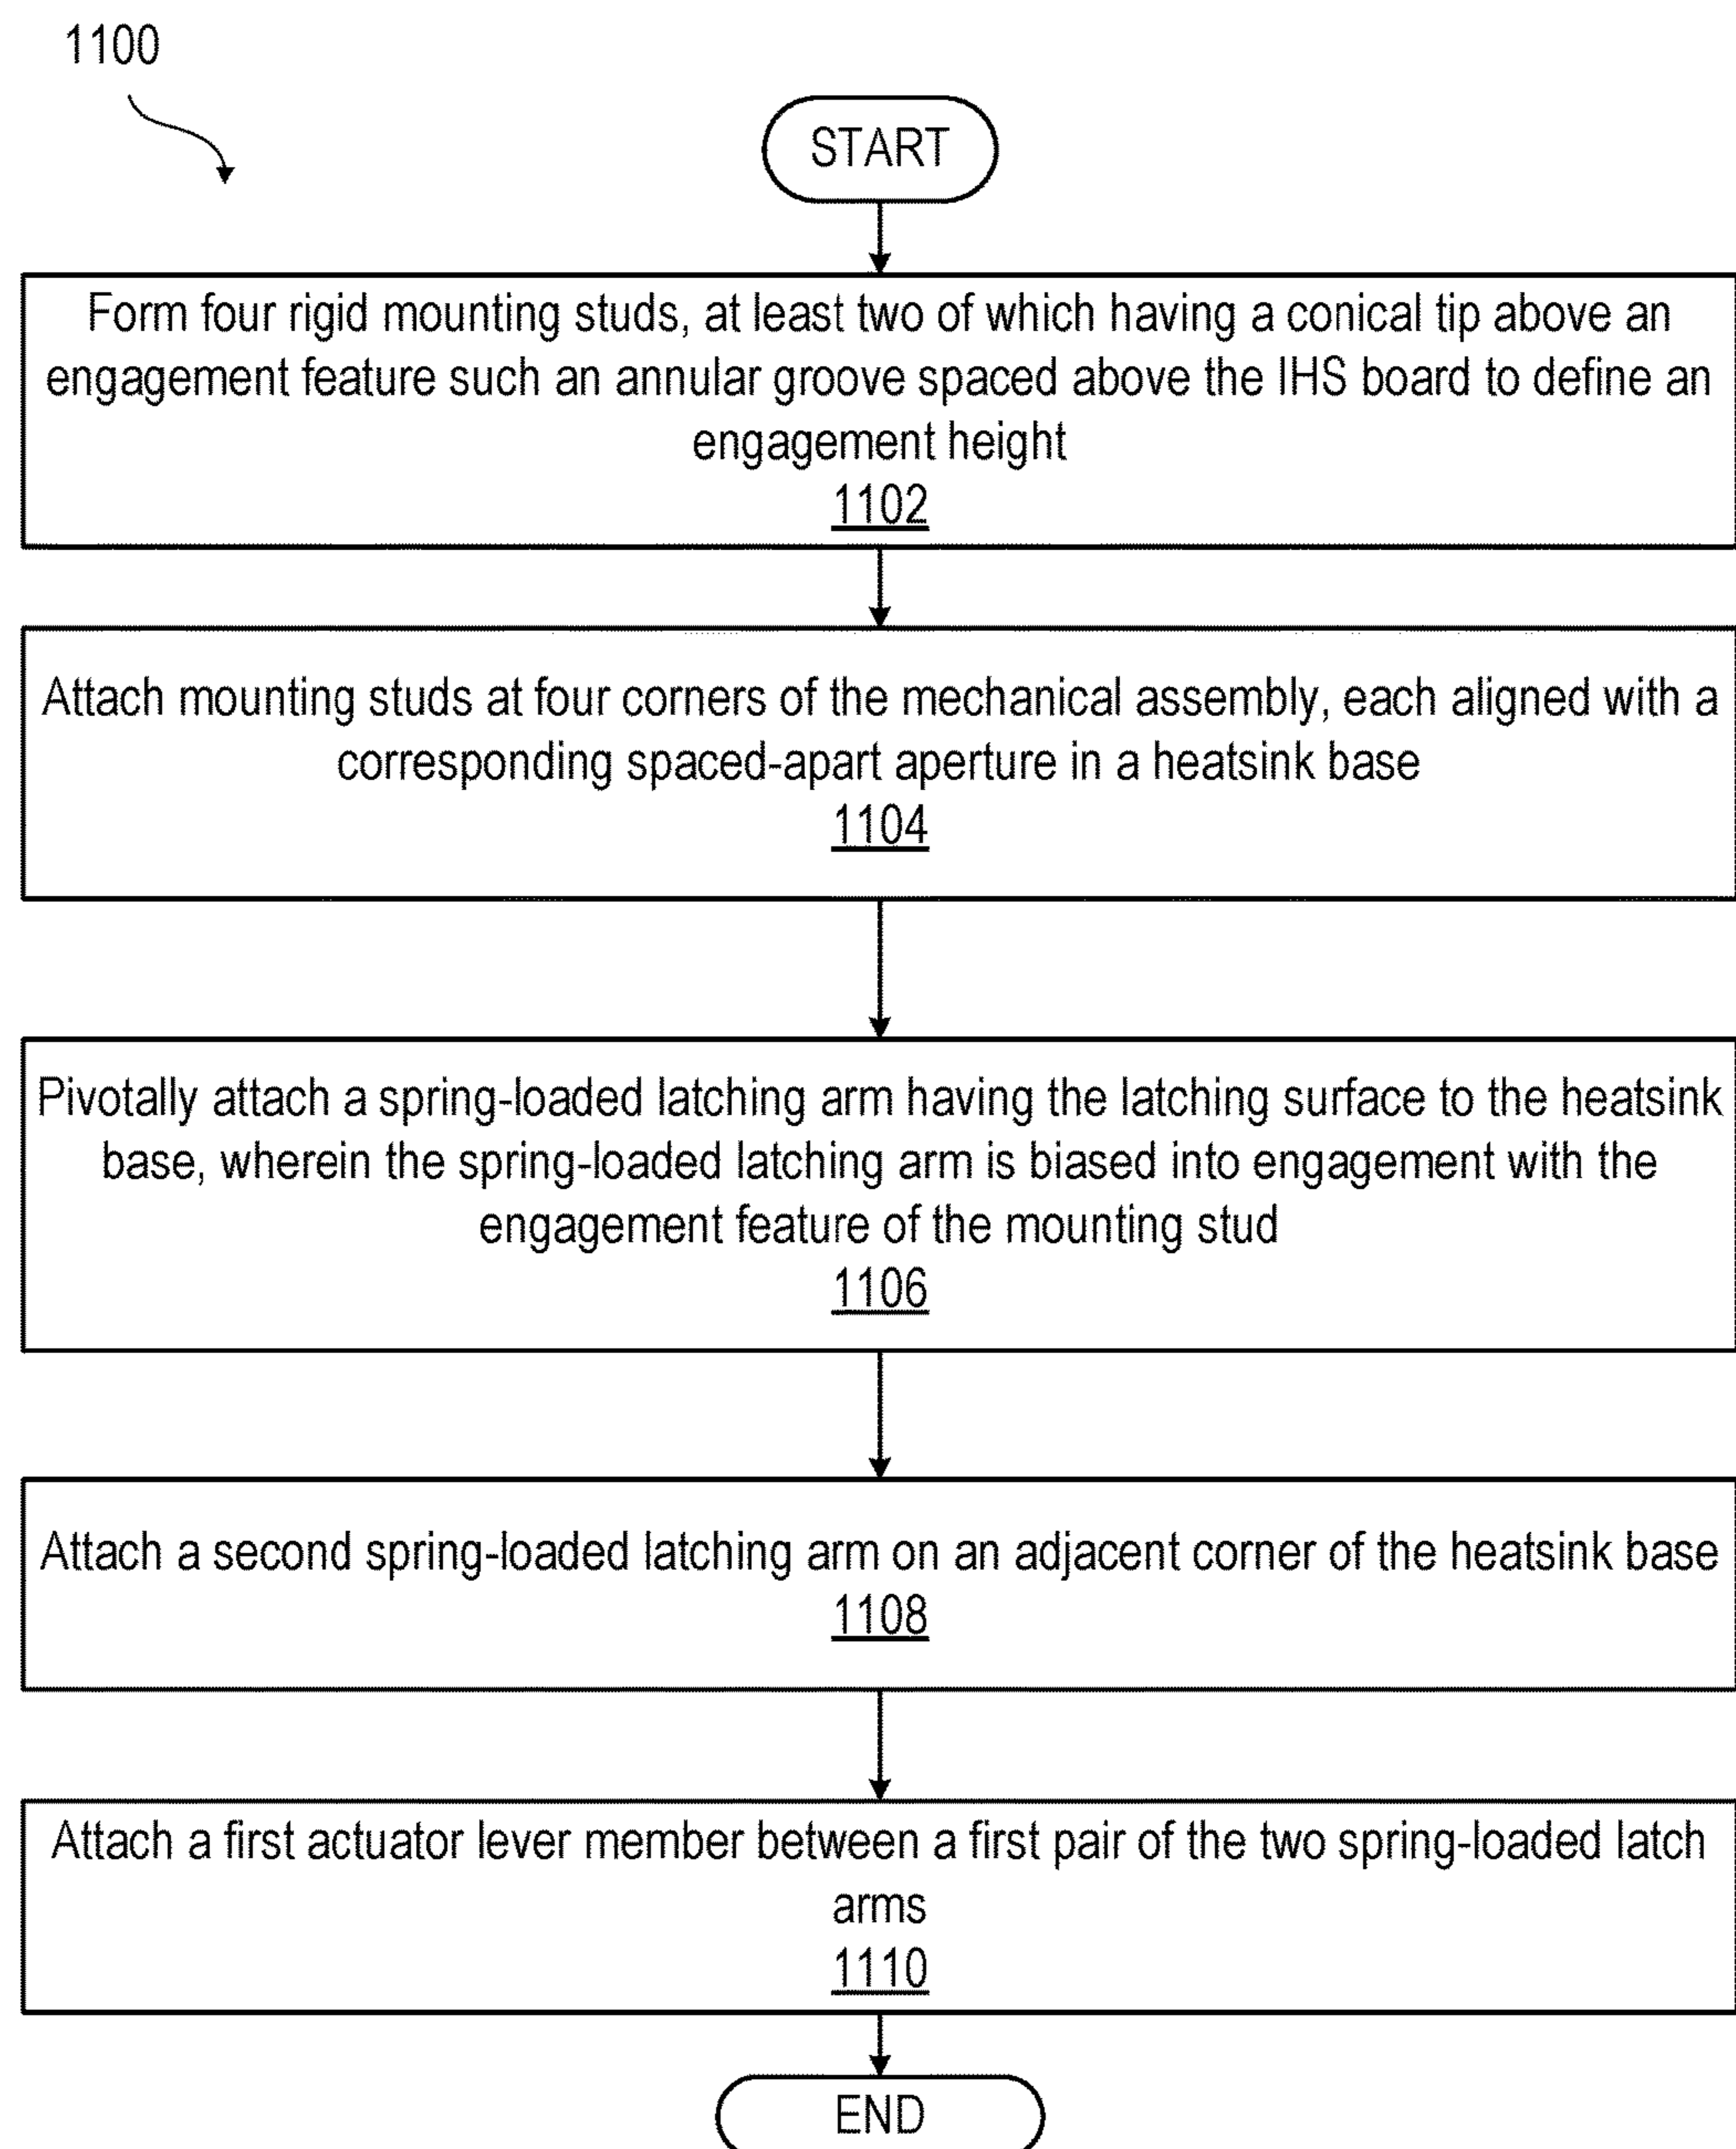 1100
START
Form four rigid mounting studs, at least two of which having a conical tip above an
engagement feature such an annular groove spaced above the IHS board to define an
engagement height
1102
Attach mounting studs at four corners of the mechanical assembly, each aligned with a
corresponding spaced-apart aperture in a heatsink base
1104
Pivotally attach a spring-loaded latching arm having the latching surface to the heatsink
base, wherein the spring-loaded latching arm is biased into engagement with the
engagement feature of the mounting stud
1106
Attach a second spring-loaded latching arm on an adjacent corner of the heatsink base
1108
Attach a first actuator lever member between a first pair of the two spring-loaded latch
arms
1110
END